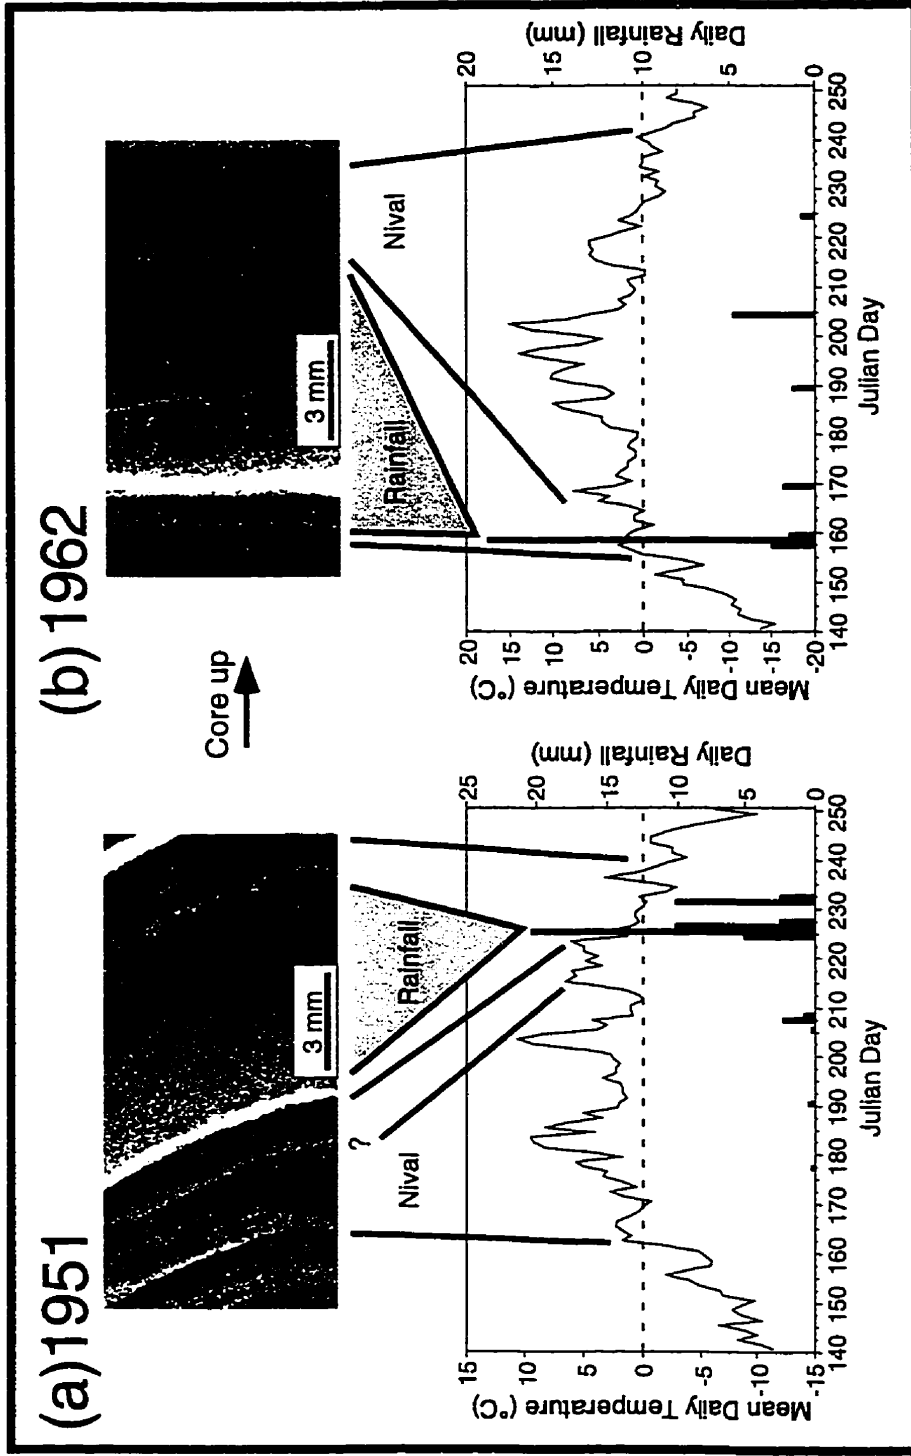 (a)1951
3 mm
?
Nival
Rainfall
Mean Daily Temperature (°C)
15
10
5
0
-5
-10
-15
Daily Rainfall (mm)
25
20
15
10
5
0
140 150 160 170 180 190 200 210 220 230 240 250
Julian Day
Core up
(b)1962
3 mm
Rainfall
Nival
Mean Daily Temperature (°C)
20
15
10
5
0
-5
-10
-15
-20
Daily Rainfall (mm)
20
15
10
5
0
140 150 160 170 180 190 200 210 220 230 240 250
Julian Day